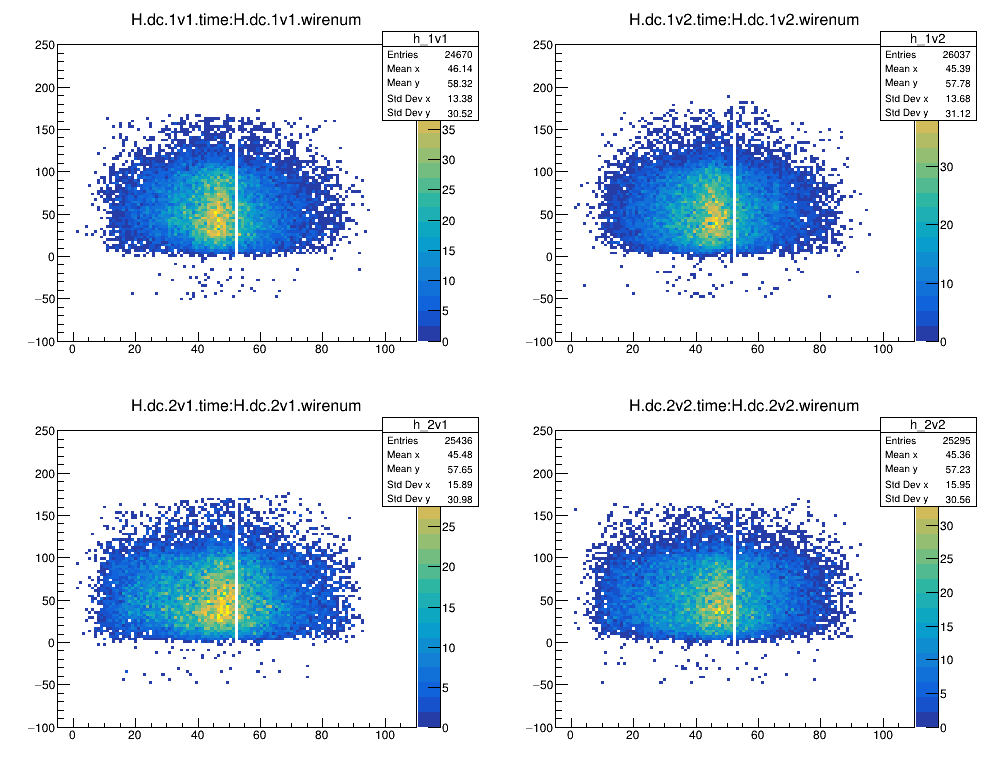 H.dc.1v1.time:H.dc.1v1.wirenum
h_1v1
Entries 24670
Mean x 46.14
Mean y 58.32
Std Dev x 13.38
Std Dev y 30.52
250
200
150
100
50
0
−50
−100
0 20 40 60 80 100
35
30
25
20
15
10
5
0
H.dc.1v2.time:H.dc.1v2.wirenum
h_1v2
Entries 26037
Mean x 45.39
Mean y 57.78
Std Dev x 13.68
Std Dev y 31.12
250
200
150
100
50
0
−50
−100
0 20 40 60 80 100
30
20
10
0
H.dc.2v1.time:H.dc.2v1.wirenum
h_2v1
Entries 25436
Mean x 45.48
Mean y 57.65
Std Dev x 15.89
Std Dev y 30.98
250
200
150
100
50
0
−50
−100
0 20 40 60 80 100
25
20
15
10
5
0
H.dc.2v2.time:H.dc.2v2.wirenum
h_2v2
Entries 25295
Mean x 45.36
Mean y 57.23
Std Dev x 15.95
Std Dev y 30.56
250
200
150
100
50
0
−50
−100
0 20 40 60 80 100
30
25
20
15
10
5
0